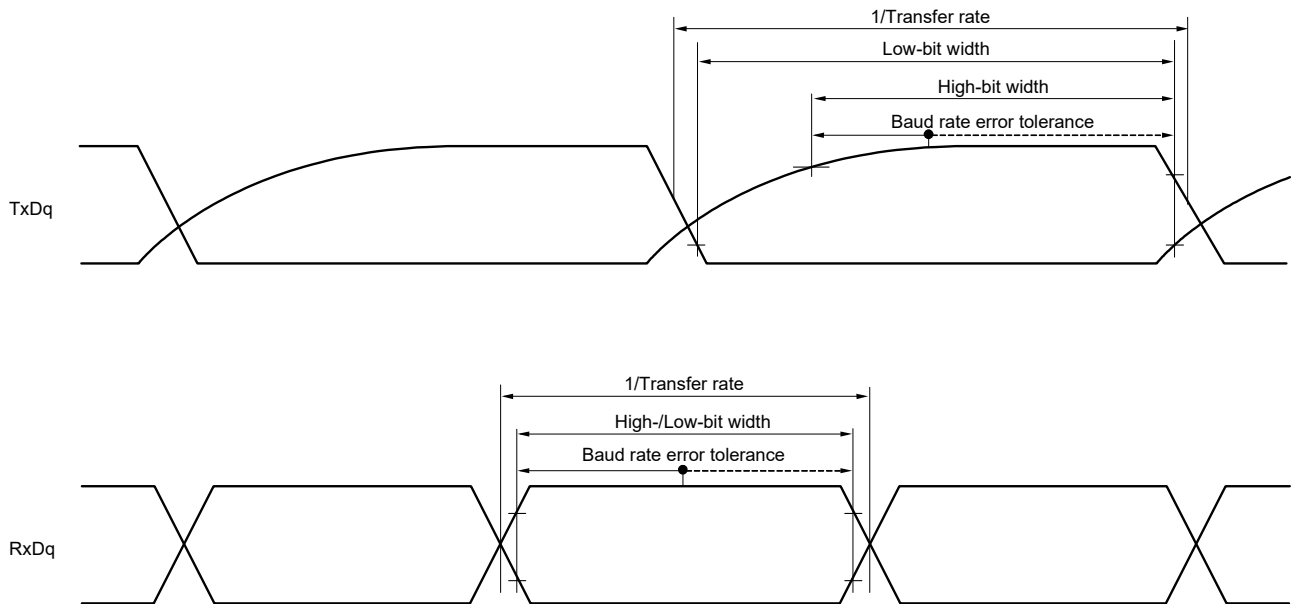 1/Transfer rate
Low-bit width
High-bit width
Baud rate error tolerance
TxDq
1/Transfer rate
High-/Low-bit width
Baud rate error tolerance
RxDq